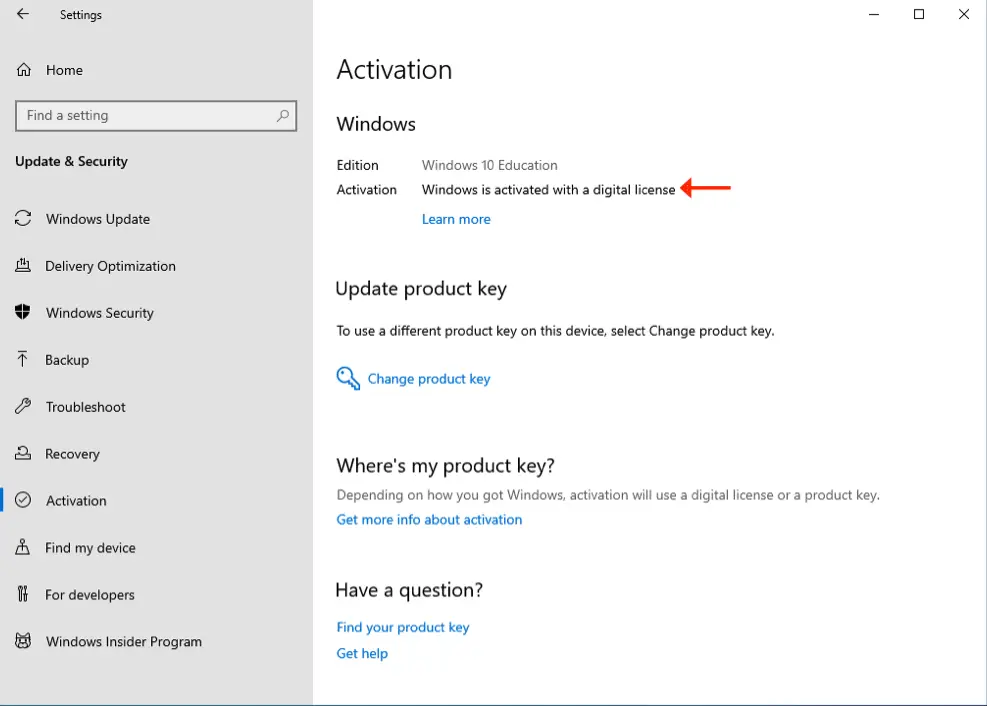 Settings
Home
Find a setting
Update & Security
Windows Update
Delivery Optimization
Windows Security
Backup
Troubleshoot
Recovery
Activation
Find my device
For developers
Windows Insider Program
Activation
Windows
Edition Windows 10 Education
Activation Windows is activated with a digital license
Learn more
Update product key
To use a different product key on this device, select Change product key.
Change product key
Where's my product key?
Depending on how you got Windows, activation will use a digital license or a product key.
Get more info about activation
Have a question?
Find your product key
Get help